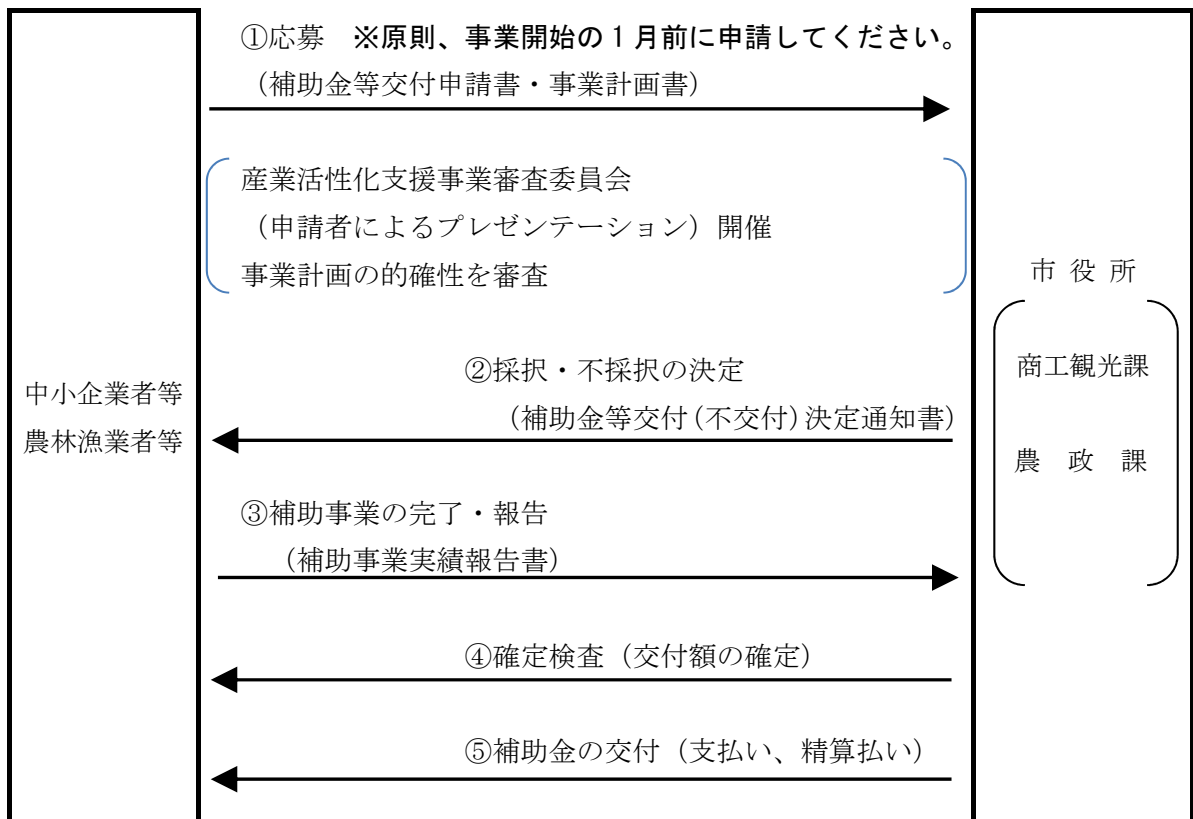 ①応募　※原則、事業開始の1月前に申請してください。
（補助金等交付申請書・事業計画書）
産業活性化支援事業審査委員会
（申請者によるプレゼンテーション）開催
事業計画の的確性を審査
市 役 所
商工観光課
農　政　課
中小企業者等
農林漁業者等
②採択・不採択の決定
（補助金等交付(不交付)決定通知書）
③補助事業の完了・報告
（補助事業実績報告書）
④確定検査（交付額の確定）
⑤補助金の交付（支払い、精算払い）